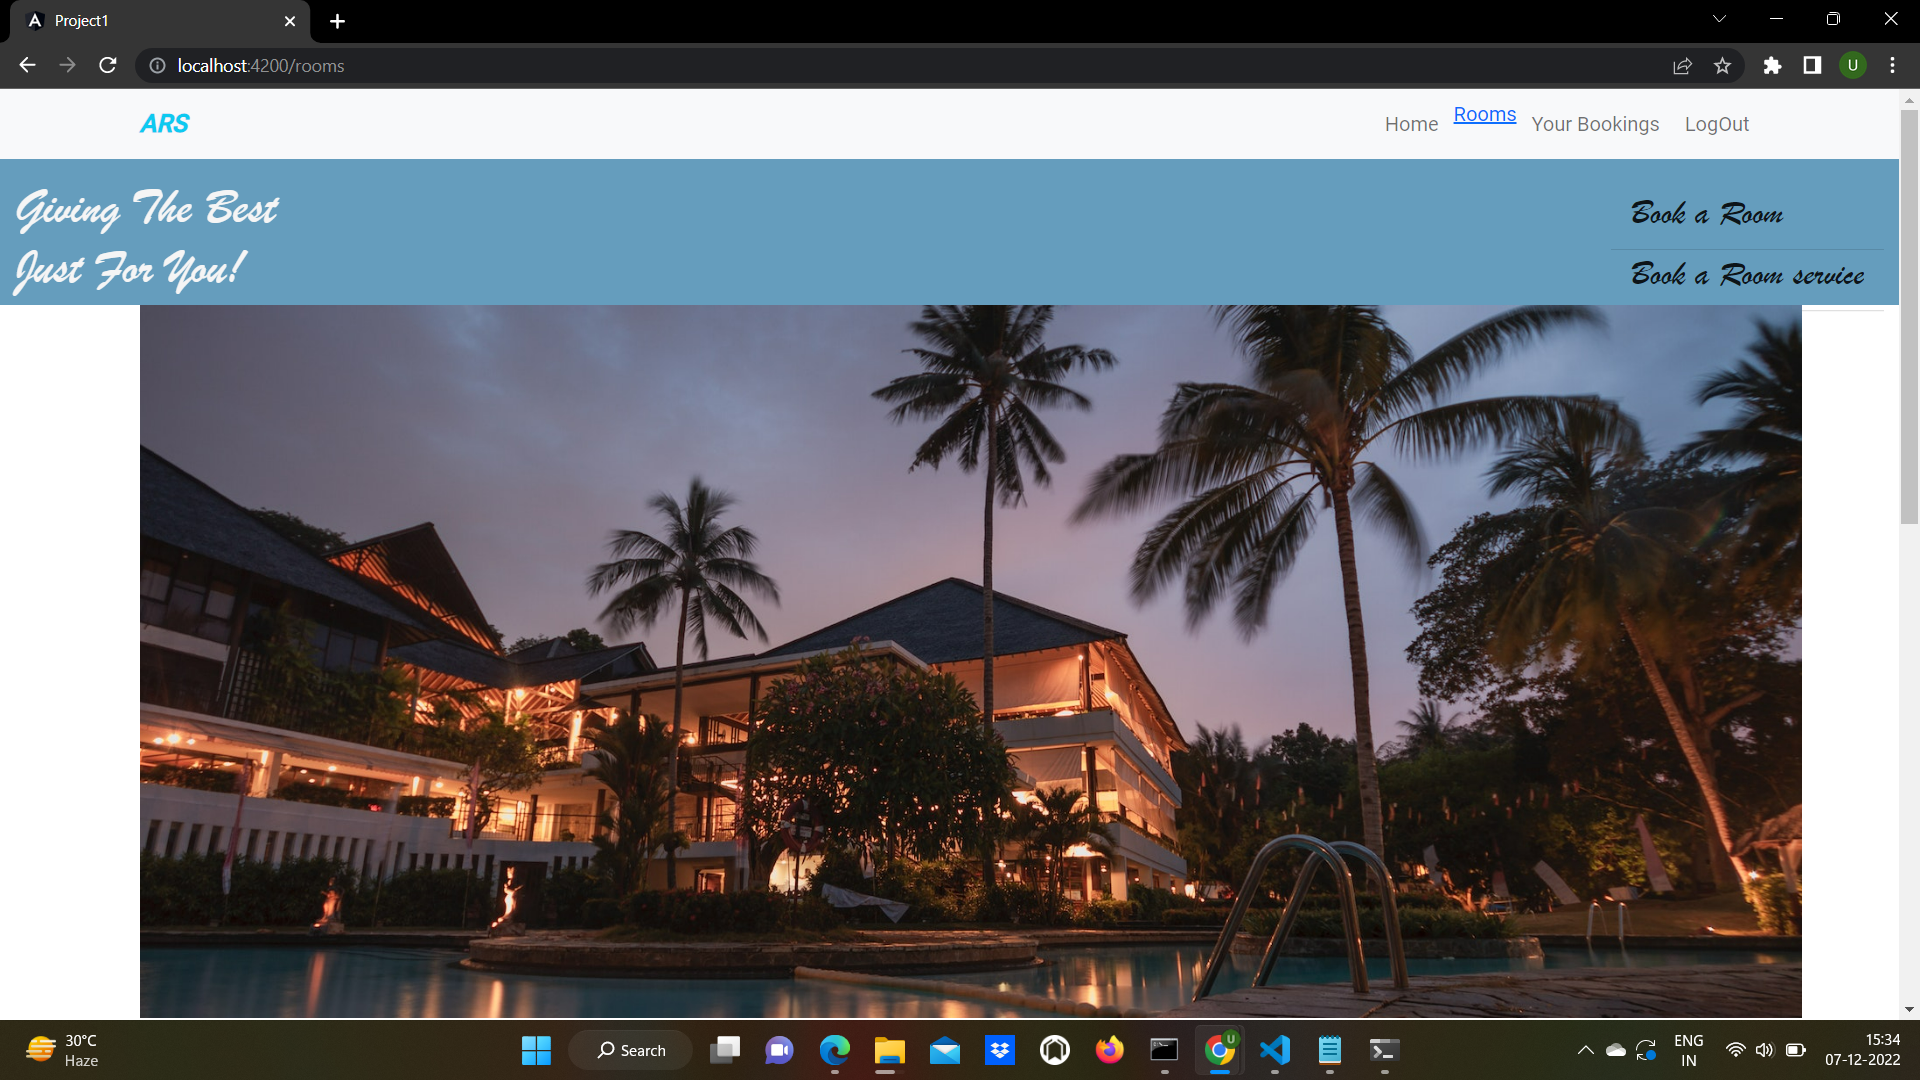 Project1
localhost:4200/rooms
U
ARS
Home Rooms Your Bookings LogOut
Giving The Best
Just For You!
Book a Room
Book a Room service
30°C
Haze
Search
U
ENG
IN
15:34
07-12-2022